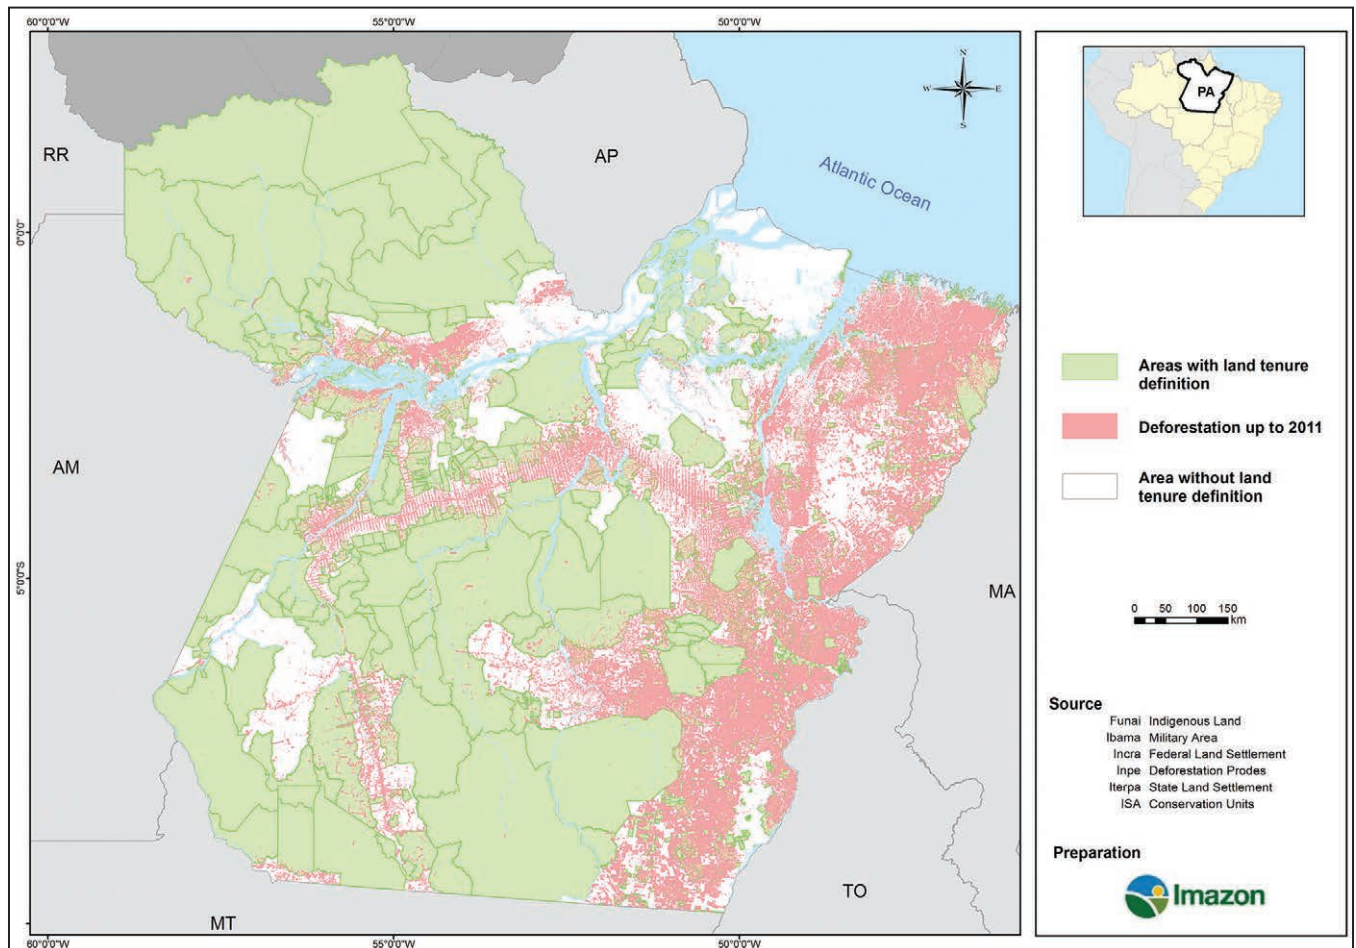 60°0'0"W
55°0'0"W
50°0'0"W
N
W
E
S
RR
AP
Atlantic Ocean
0°0'0"
AM
5°0'0"S
MA
TO
MT
60°0'0"W
55°0'0"W
50°0'0"W
PA
Areas with land tenure
definition
Deforestation up to 2011
Area without land
tenure definition
0 50 100 150
km
Source
Funai Indigenous Land
Ibama Military Area
Incra Federal Land Settlement
Inpe Deforestation Prodes
Iterpa State Land Settlement
ISA Conservation Units
Preparation
Imazon